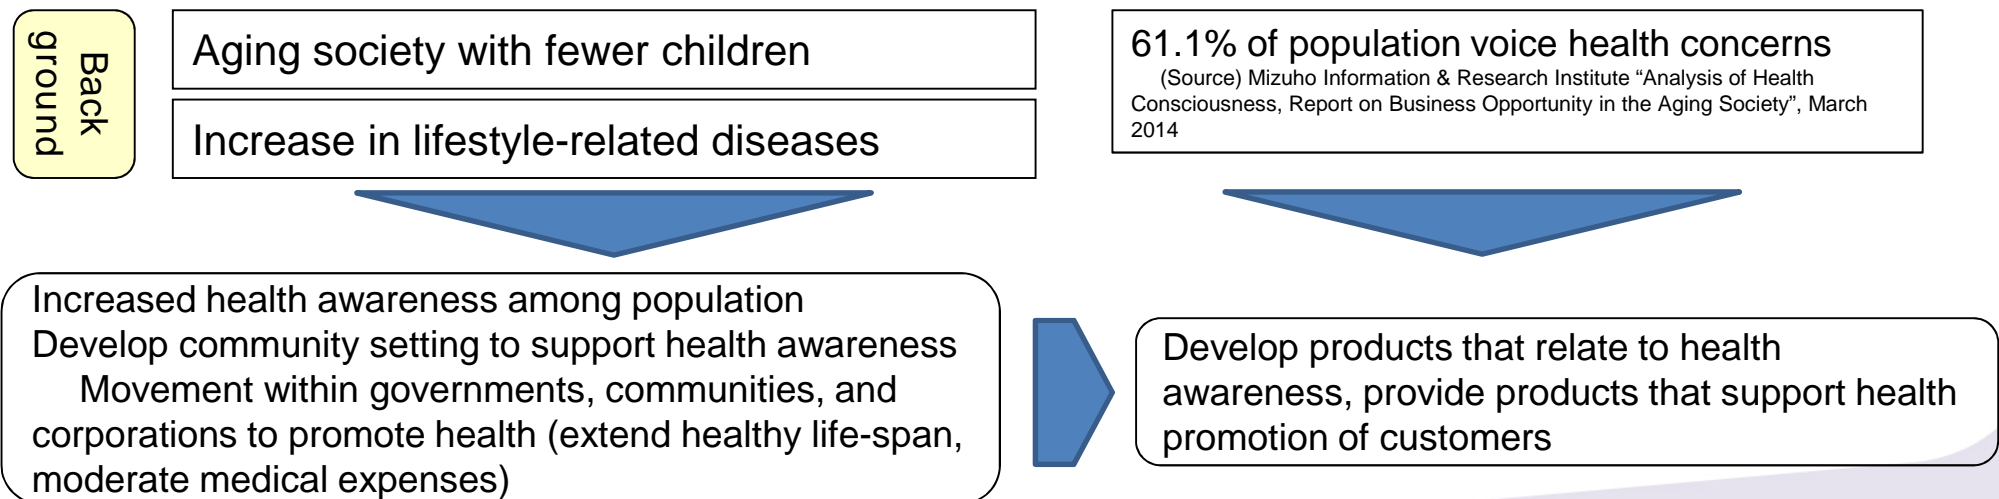 Back
ground
Aging society with fewer children
Increase in lifestyle-related diseases
61.1% of population voice health concerns
(Source) Mizuho Information & Research Institute “Analysis of Health
Consciousness, Report on Business Opportunity in the Aging Society”, March
2014
Increased health awareness among population
Develop community setting to support health awareness
Movement within governments, communities, and
corporations to promote health (extend healthy life-span,
moderate medical expenses)
Develop products that relate to health
awareness, provide products that support health
promotion of customers